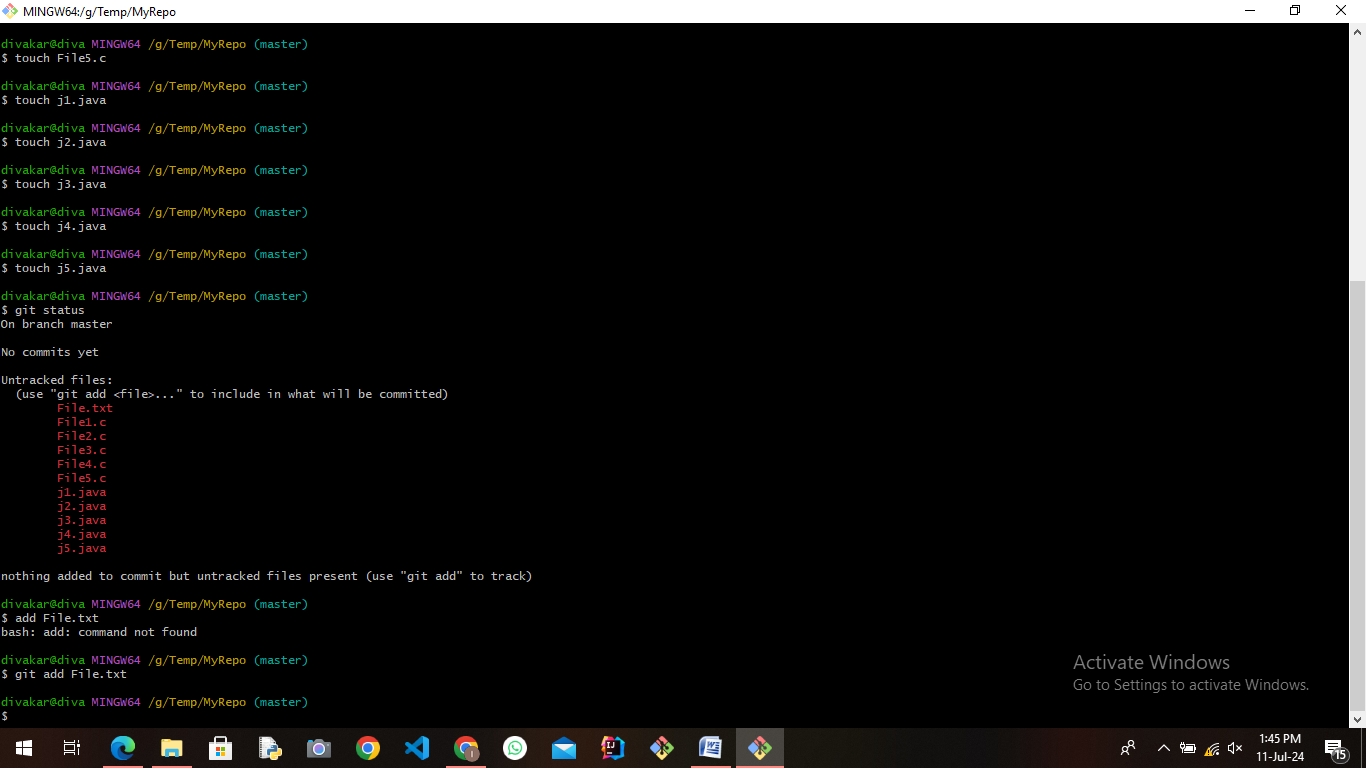 MINGW64:/g/Temp/MyRepo
divakar@diva MINGW64 /g/Temp/MyRepo (master)
$ touch File5.c
divakar@diva MINGW64 /g/Temp/MyRepo (master)
$ touch j1.java
divakar@diva MINGW64 /g/Temp/MyRepo (master)
$ touch j2.java
divakar@diva MINGW64 /g/Temp/MyRepo (master)
$ touch j3.java
divakar@diva MINGW64 /g/Temp/MyRepo (master)
$ touch j4.java
divakar@diva MINGW64 /g/Temp/MyRepo (master)
$ touch j5.java
divakar@diva MINGW64 /g/Temp/MyRepo (master)
$ git status
On branch master
No commits yet
Untracked files:
(use "git add <file>..." to include in what will be committed)
File.txt
File1.c
File2.c
File3.c
File4.c
File5.c
j1.java
j2.java
j3.java
j4.java
j5.java
nothing added to commit but untracked files present (use "git add" to track)
divakar@diva MINGW64 /g/Temp/MyRepo (master)
$ add File.txt
bash: add: command not found
divakar@diva MINGW64 /g/Temp/MyRepo (master)
$ git add File.txt
divakar@diva MINGW64 /g/Temp/MyRepo (master)
$
Activate Windows
Go to Settings to activate Windows.
1:45 PM
11-Jul-24
15